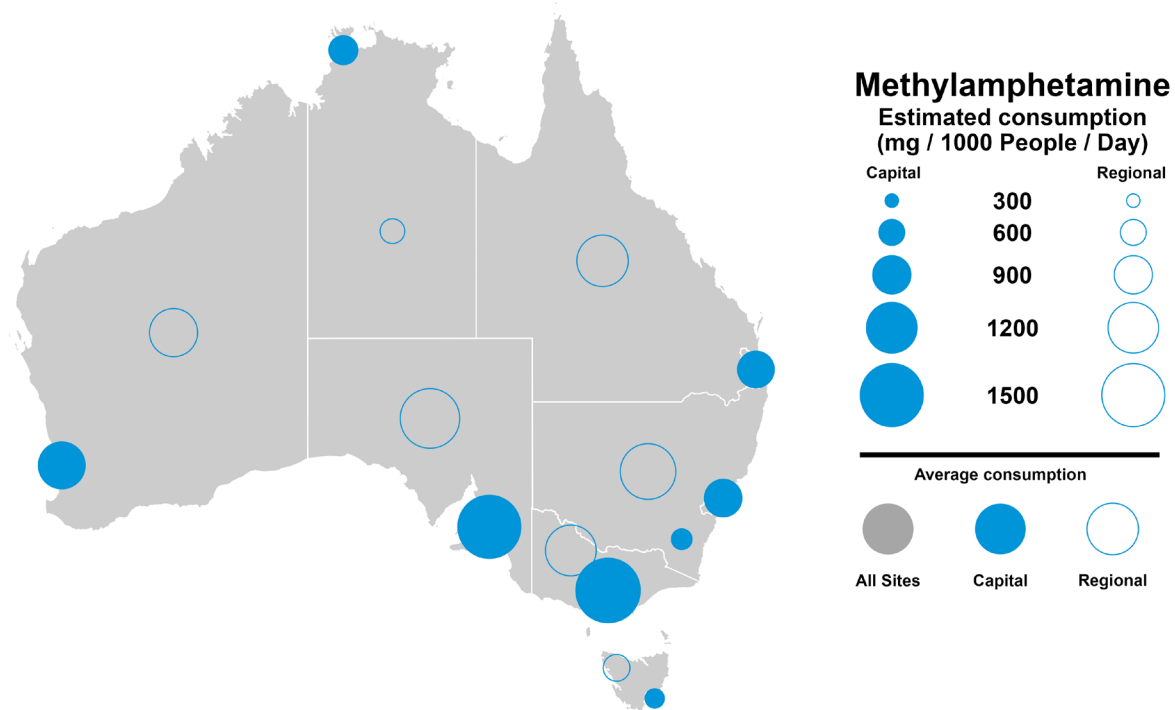 Methylamphetamine
Estimated consumption
(mg / 1000 People / Day)
Capital Regional
300
600
900
1200
1500
Average consumption
All Sites Capital Regional